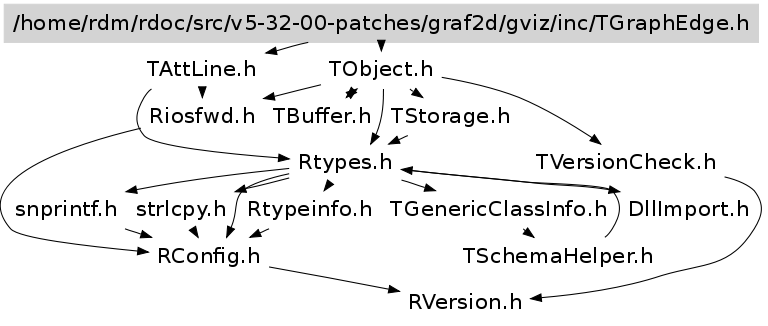 /home/rdm/rdoc/src/v5-32-00-patches/graf2d/gviz/inc/TGraphEdge.h
TAttLine.h TObject.h
Riosfwd.h TBuffer.h TStorage.h
Rtypes.h TVersionCheck.h
snprintf.h strlcpy.h Rtypeinfo.h TGenericClassInfo.h DllImport.h
RConfig.h TSchemaHelper.h
RVersion.h